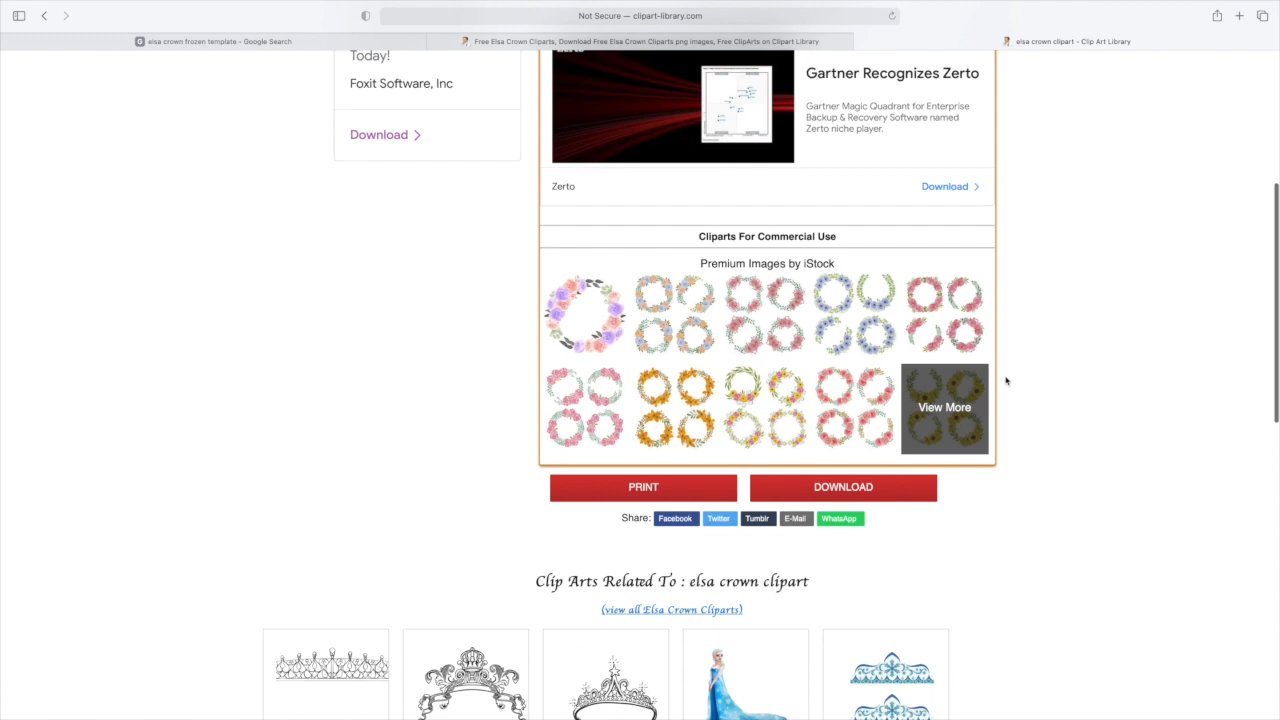 Not Secure — clipart-library.com
elsa crown frozen template - Google Search
Free Elsa Crown Cliparts, Download Free Elsa Crown Cliparts png images, Free ClipArts on Clipart Library
elsa crown clipart - Clip Art Library
Today!
Foxit Software, Inc
Download
Gartner Recognizes Zerto
Gartner Magic Quadrant for Enterprise
Backup & Recovery Software named
Zerto niche player.
Zerto
Download
Cliparts For Commercial Use
Premium Images by iStock
View More
PRINT
DOWNLOAD
Share: Facebook Twitter Tumblr E-Mail WhatsApp
Clip Arts Related To : elsa crown clipart
(view all Elsa Crown Cliparts)